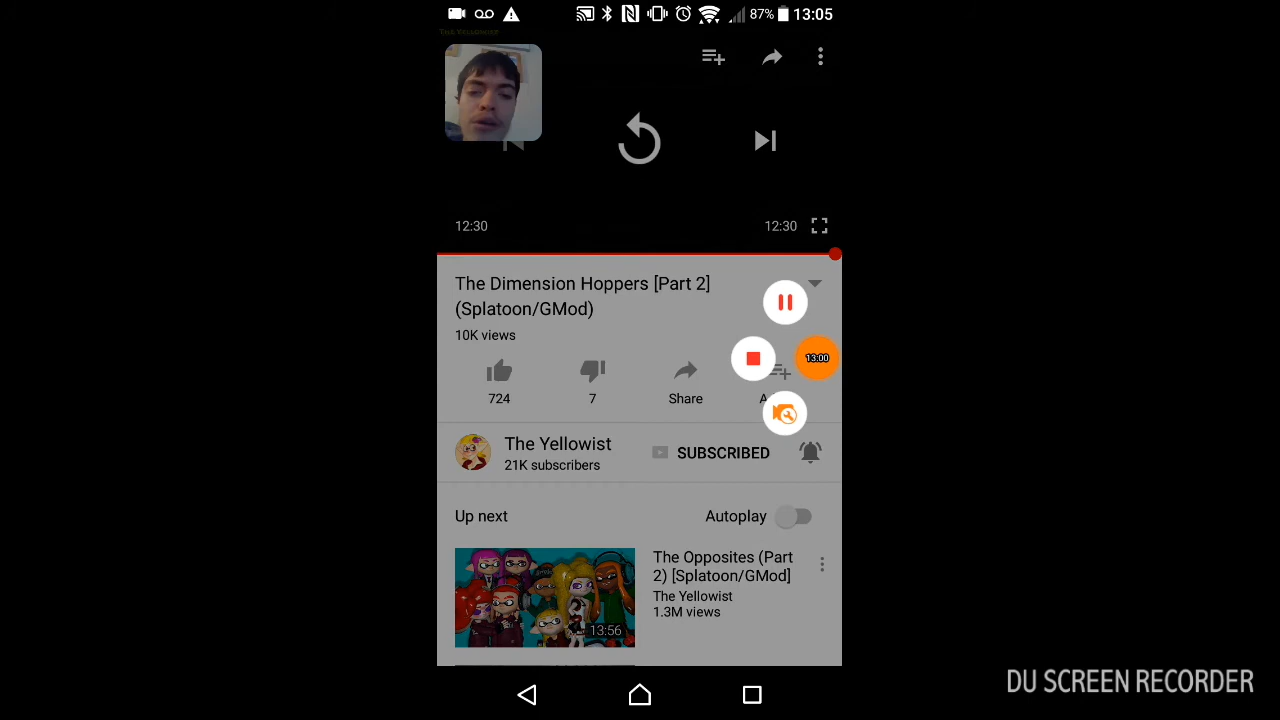 87% 13:05
The Yellowist
12:30 12:30
The Dimension Hoppers [Part 2]
(Splatoon/GMod)
10K views
13:00
724 7 Share A
The Yellowist
21K subscribers
SUBSCRIBED
Up next Autoplay
The Opposites (Part
2) [Splatoon/GMod]
The Yellowist
1.3M views
13:56
DU SCREEN RECORDER